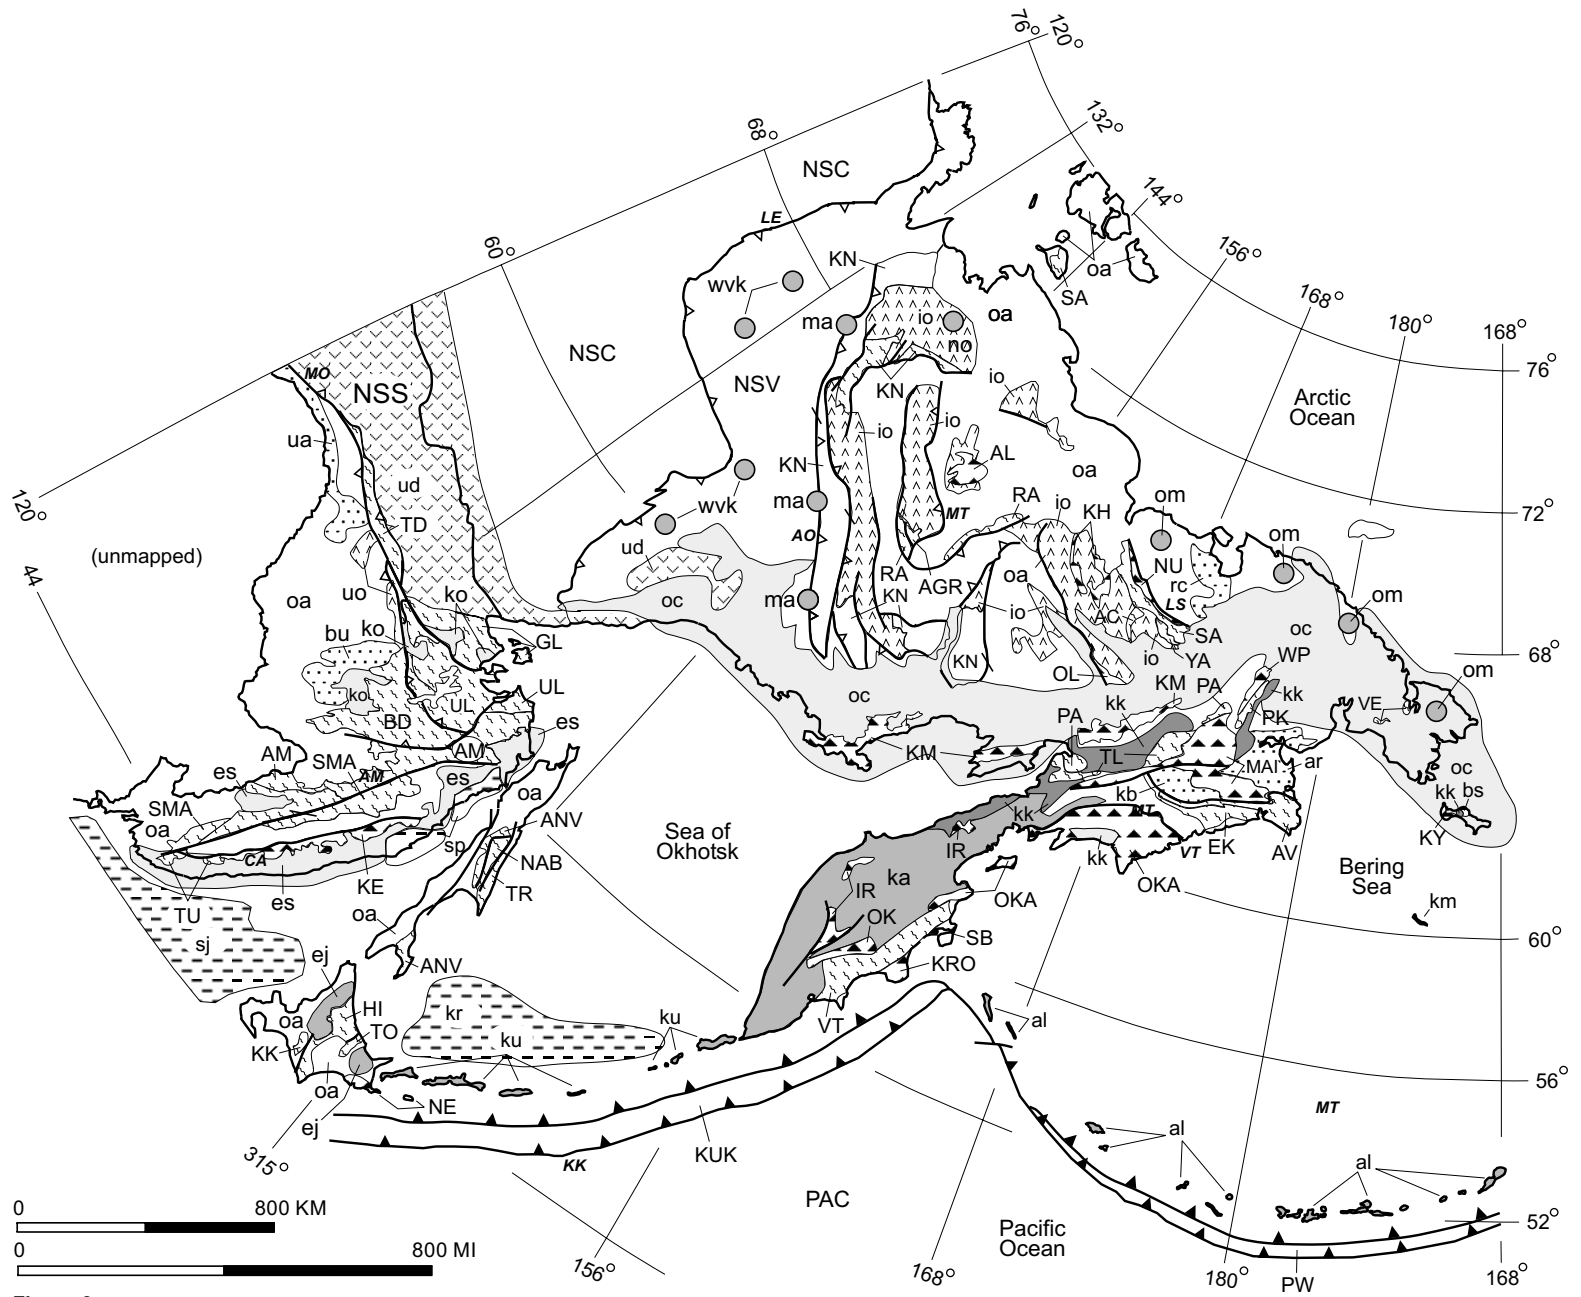 76°
120°
132°
68°
NSC
144°
LE
60°
156°
KN
oa
wvk
SA
168°
180°
168°
ma
io
oa
no
NSC
76°
MO
NSS
NSV
KN
io
Arctic
Ocean
ua
io
io
KN
AL
oa
ud
wvk
ma
RA
io
KH
om
120°
TD
MT
72°
(unmapped)
AO
om
ud
NU
44
RA
AGR
oa
rc
uo
ko
oc
ma
KN
LS
om
oa
io
AC
bu
ko
GL
SA
oc
68°
io
YA
WP
KN
OL
om
ko
UL
oc
KM
PA
kk
UL
kk
VE
BD
es
PA
PK
AM
SMA
AM
KM
TL
ar
es
AM
es
MAI
oc
SMA
oa
kb
kk
bs
oa
ANV
Sea of
Okhotsk
kk
MT
KY
CA
sp
NAB
IR
kk
VT
EK
AV
Bering
Sea
KE
TR
ka
OKA
TU
es
IR
OKA
km
oa
OK
sj
ej
SB
60°
ANV
KRO
oa
HI
kr
ku
VT
al
TO
ku
KK
oa
56°
NE
MT
ej
al
315°
KUK
KK
al
0
800 KM
PAC
52°
0
800 MI
Pacific
Ocean
156°
168°
180°
PW
168°